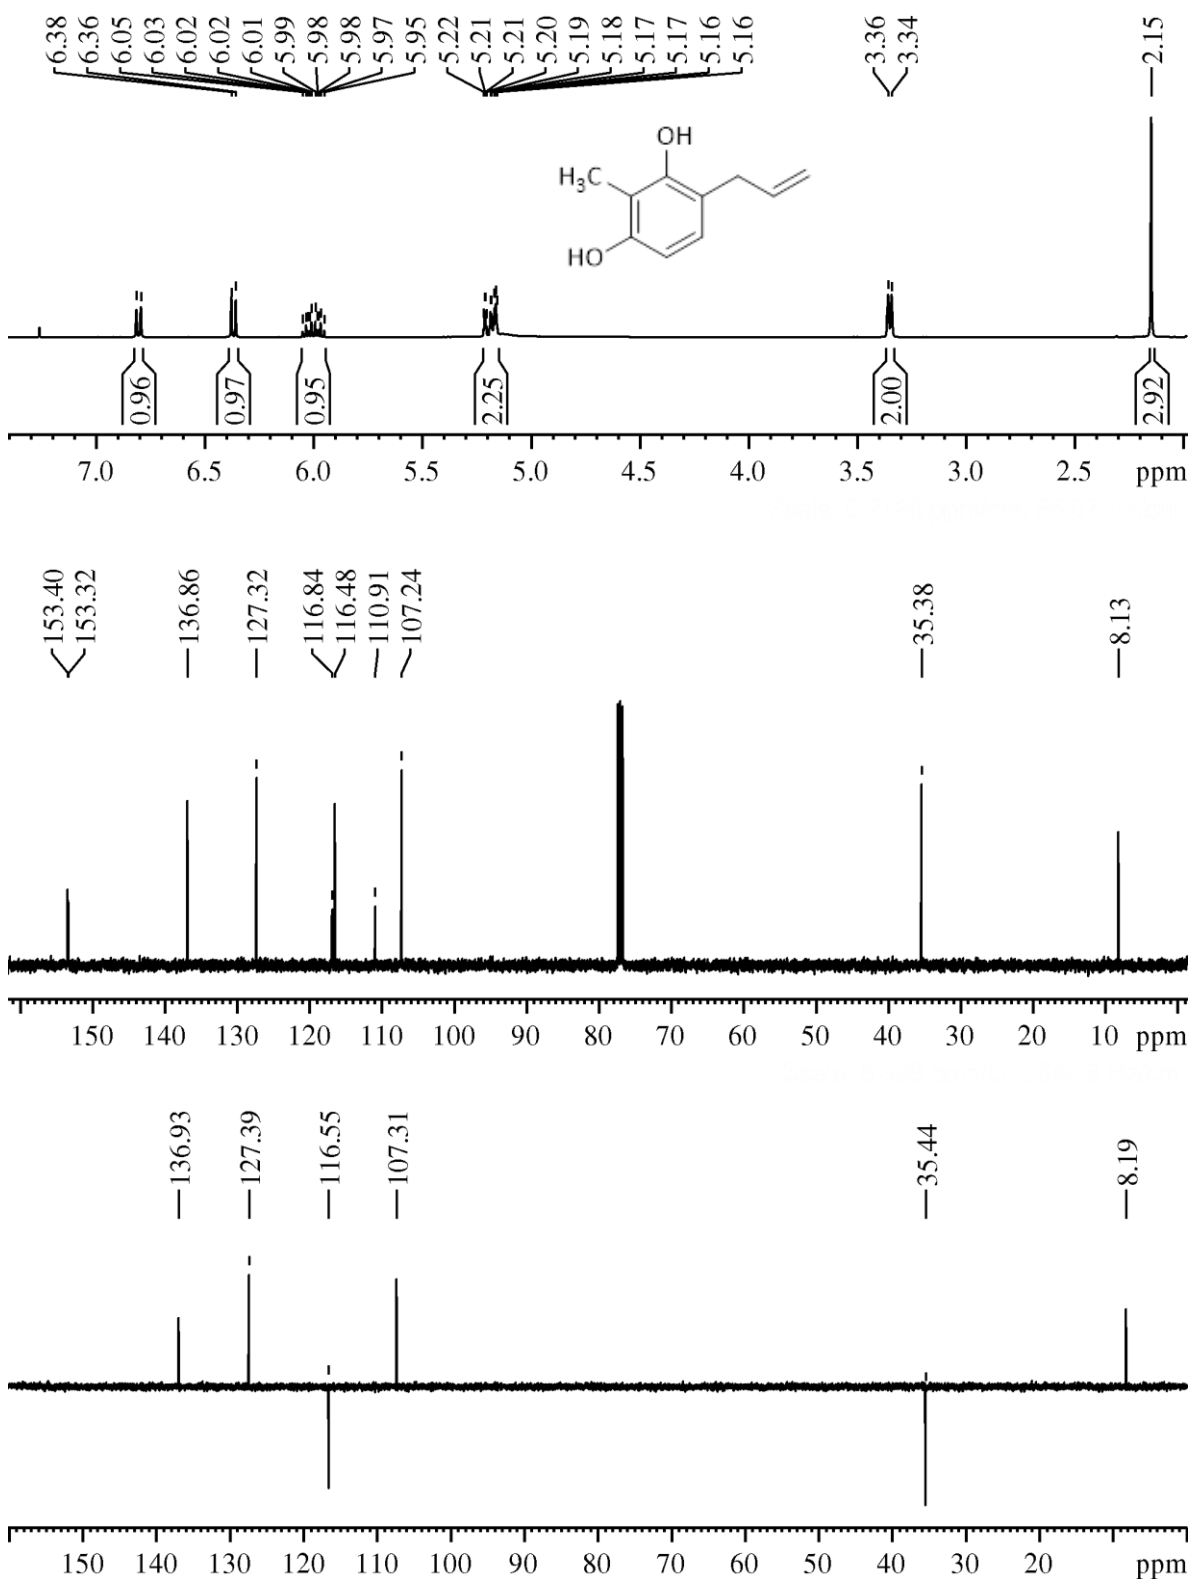 6.38 6.36 6.05 6.03 6.02 6.02 6.01 5.99 5.98 5.98 5.97 5.95 5.22 5.21 5.21 5.20 5.19 5.18 5.17 5.17 5.16 5.16 3.36 3.34 2.15
OH
H₃C
HO
0.96 0.97 0.95 2.25 2.00 2.92
7.0 6.5 6.0 5.5 5.0 4.5 4.0 3.5 3.0 2.5 ppm
153.40 153.32 136.86 127.32 116.84 116.48 110.91 107.24 35.38 8.13
150 140 130 120 110 100 90 80 70 60 50 40 30 20 10 ppm
136.93 127.39 116.55 107.31 35.44 8.19
150 140 130 120 110 100 90 80 70 60 50 40 30 20 ppm